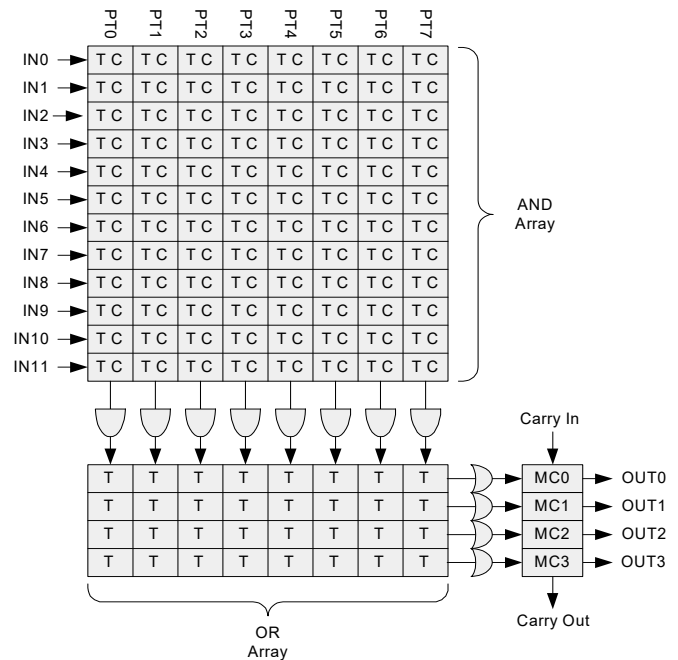 PT0 PT1 PT2 PT3 PT4 PT5 PT6 PT7
IN0 T C T C T C T C T C T C T C T C
IN1 T C T C T C T C T C T C T C T C
IN2 T C T C T C T C T C T C T C T C
IN3 T C T C T C T C T C T C T C T C
IN4 T C T C T C T C T C T C T C T C
IN5 T C T C T C T C T C T C T C T C
IN6 T C T C T C T C T C T C T C T C
IN7 T C T C T C T C T C T C T C T C
IN8 T C T C T C T C T C T C T C T C
IN9 T C T C T C T C T C T C T C T C
IN10 T C T C T C T C T C T C T C T C
IN11 T C T C T C T C T C T C T C T C
AND
Array
Carry In
T T T T T T T T MC0 OUT0
T T T T T T T T MC1 OUT1
T T T T T T T T MC2 OUT2
T T T T T T T T MC3 OUT3
Carry Out
OR
Array